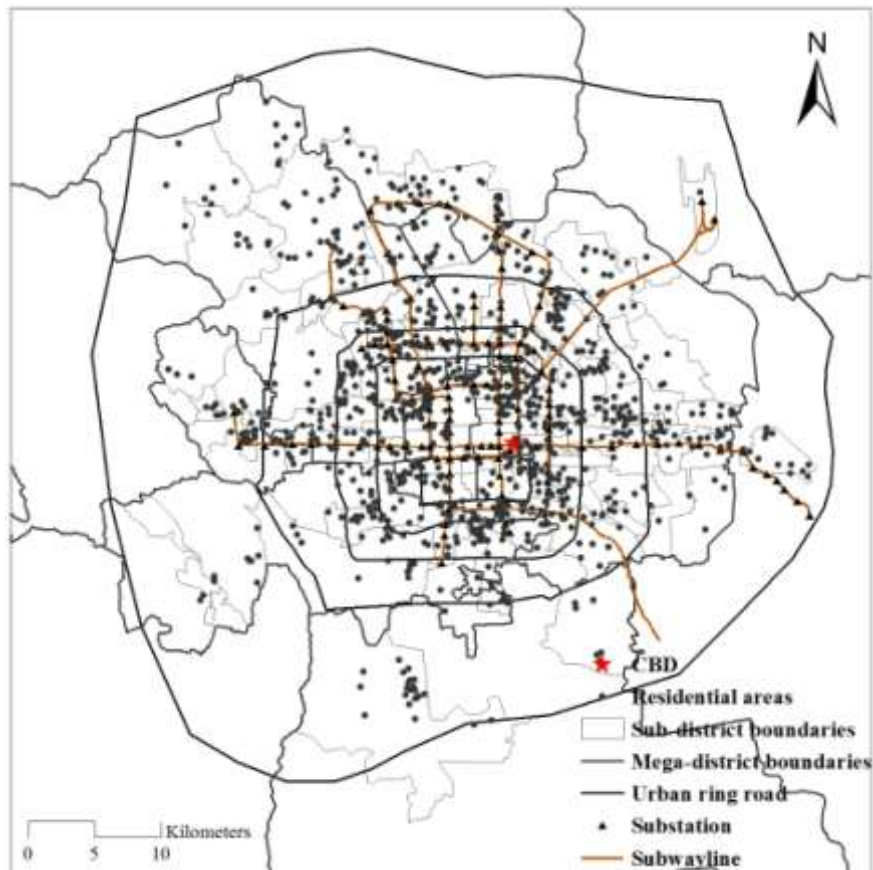 N
CBD
Residential areas
Sub-district boundaries
Mega-district boundaries
Urban ring road
Substation
Subwayline
Kilometers
0 5 10